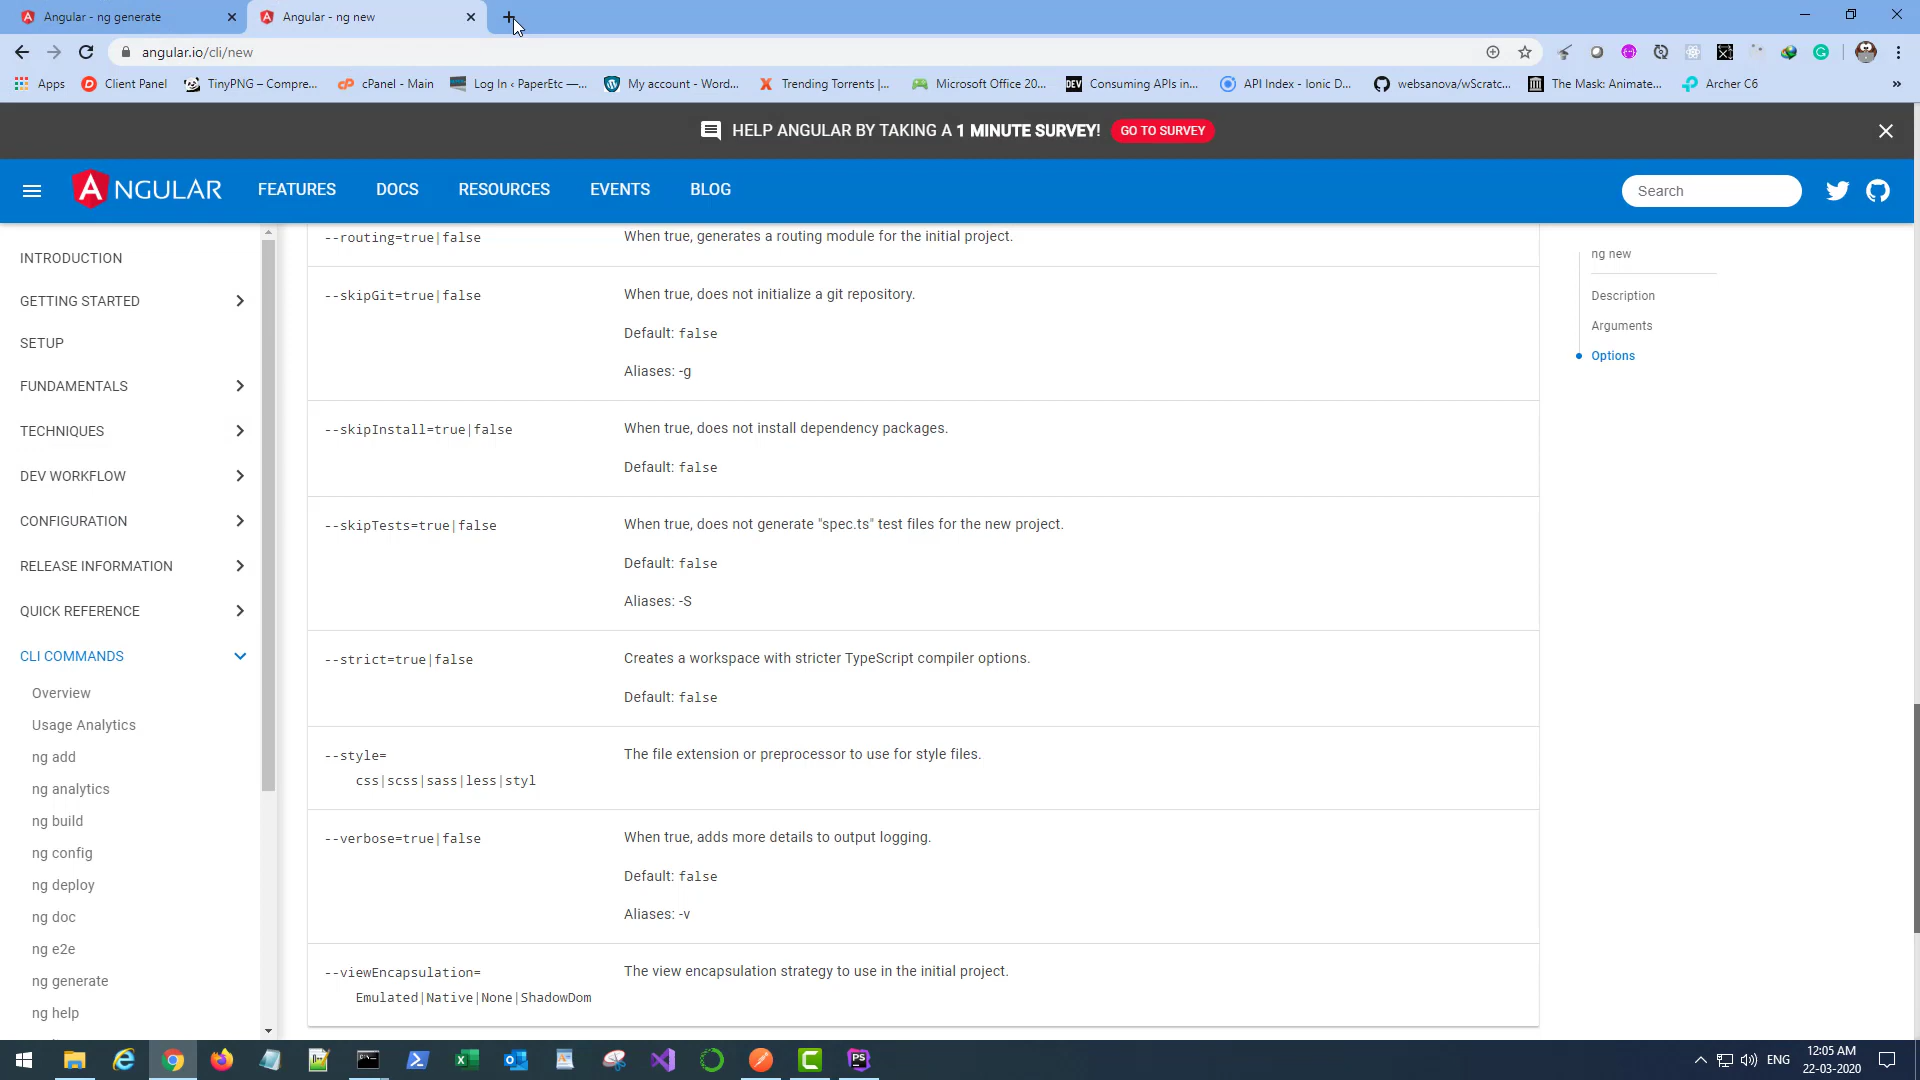 Angular - ng generate
Angular - ng new
angular.io/cli/new
Apps
Client Panel
TinyPNG – Compre...
cPanel - Main
Log In ‹ PaperEtc —...
My account - Word...
Trending Torrents |...
Microsoft Office 20...
DEV
Consuming APIs in...
API Index - Ionic D...
websanova/wScratc...
The Mask: Animate...
Archer C6
»
HELP ANGULAR BY TAKING A 1 MINUTE SURVEY!
GO TO SURVEY
ANGULAR
FEATURES
DOCS
RESOURCES
EVENTS
BLOG
Search
INTRODUCTION
GETTING STARTED
SETUP
FUNDAMENTALS
TECHNIQUES
DEV WORKFLOW
CONFIGURATION
RELEASE INFORMATION
QUICK REFERENCE
CLI COMMANDS
Overview
Usage Analytics
ng add
ng analytics
ng build
ng config
ng deploy
ng doc
ng e2e
ng generate
ng help
--routing=true|false
When true, generates a routing module for the initial project.
--skipGit=true|false
When true, does not initialize a git repository.
Default: false
Aliases: -g
--skipInstall=true|false
When true, does not install dependency packages.
Default: false
--skipTests=true|false
When true, does not generate "spec.ts" test files for the new project.
Default: false
Aliases: -S
--strict=true|false
Creates a workspace with stricter TypeScript compiler options.
Default: false
--style=
css|scss|sass|less|styl
The file extension or preprocessor to use for style files.
--verbose=true|false
When true, adds more details to output logging.
Default: false
Aliases: -v
--viewEncapsulation=
Emulated|Native|None|ShadowDom
The view encapsulation strategy to use in the initial project.
ng new
Description
Arguments
Options
PS
ENG
12:05 AM
22-03-2020